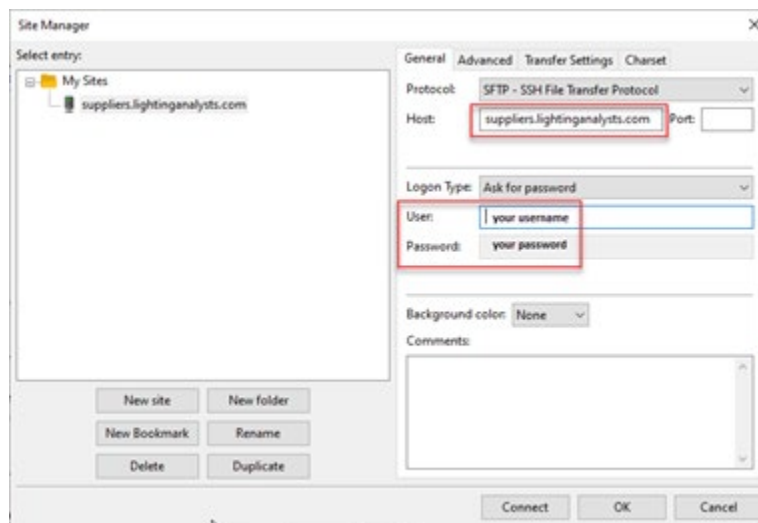 Site Manager
Select entry:
My Sites
suppliers.lightinganalysts.com
New site New folder
New Bookmark Rename
Delete Duplicate
General Advanced Transfer Settings Charset
Protocol: SFTP - SSH File Transfer Protocol
Host: suppliers.lightinganalysts.com Port:
Logon Type: Ask for password
User: your username
Password: your password
Background color: None
Comments:
Connect OK Cancel